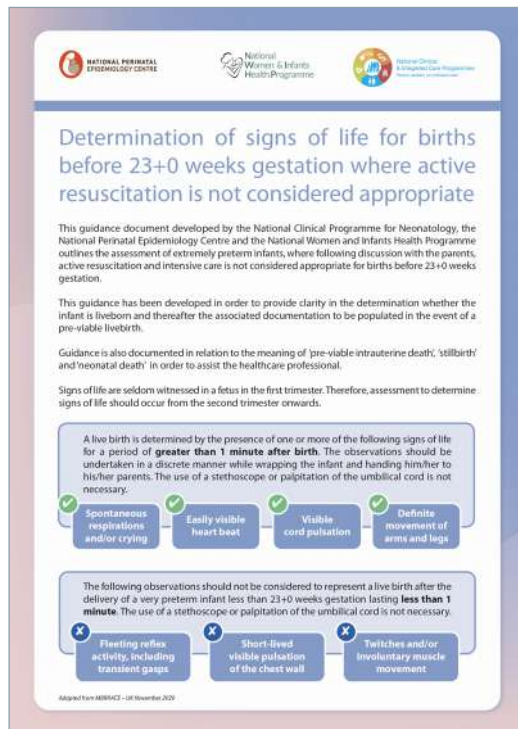 NATIONAL PERINATAL
EPIDEMIOLOGY CENTRE
National
Women & Infants
Health Programme
National Clinical
& Integrated Care Programmes
Determination of signs of life for births
before 23+0 weeks gestation where active
resuscitation is not considered appropriate
This guidance document developed by the National Clinical Programme for Neonatology, the
National Perinatal Epidemiology Centre and the National Women and Infants Health Programme
outlines the assessment of extremely preterm infants, where following discussion with the parents,
active resuscitation and intensive care is not considered appropriate for births before 23+0 weeks
gestation.
This guidance has been developed in order to provide clarity in the determination whether the
infant is liveborn and thereafter the associated documentation to be populated in the event of a
pre-viable livebirth.
Guidance is also documented in relation to the meaning of 'pre-viable intrauterine death', 'stillbirth'
and 'neonatal death' in order to assist the healthcare professional.
Signs of life are seldom witnessed in a fetus in the first trimester. Therefore, assessment to determine
signs of life should occur from the second trimester onwards.
A live birth is determined by the presence of one or more of the following signs of life
for a period of greater than 1 minute after birth. The observations should be
undertaken in a discrete manner while wrapping the infant and handing him/her to
his/her parents. The use of a stethoscope or palpitation of the umbilical cord is not
necessary.
Spontaneous
respirations
and/or crying
Easily visible
heart beat
Visible
cord pulsation
Definite
movement of
arms and legs
The following observations should not be considered to represent a live birth after the
delivery of a very preterm infant less than 23+0 weeks gestation lasting less than 1
minute. The use of a stethoscope or palpitation of the umbilical cord is not necessary.
Fleeting reflex
activity, including
transient gasps
Short-lived
visible pulsation
of the chest wall
Twitches and/or
involuntary muscle
movement
Adapted from MBRRACE – UK November 2020